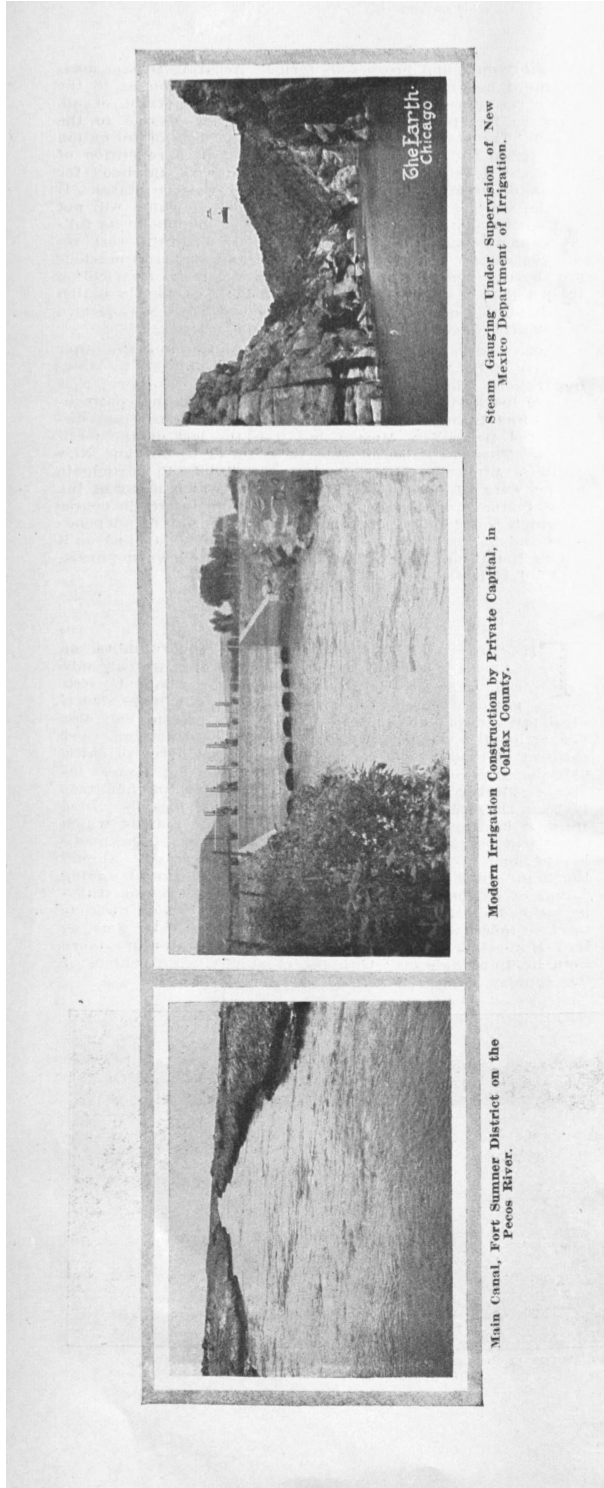 Main Canal, Fort Sumner District on the
Pecos River.
Modern Irrigation Construction by Private Capital, in
Colfax County.
The Earth.
Chicago
Steam Gauging Under Supervision of New
Mexico Department of Irrigation.